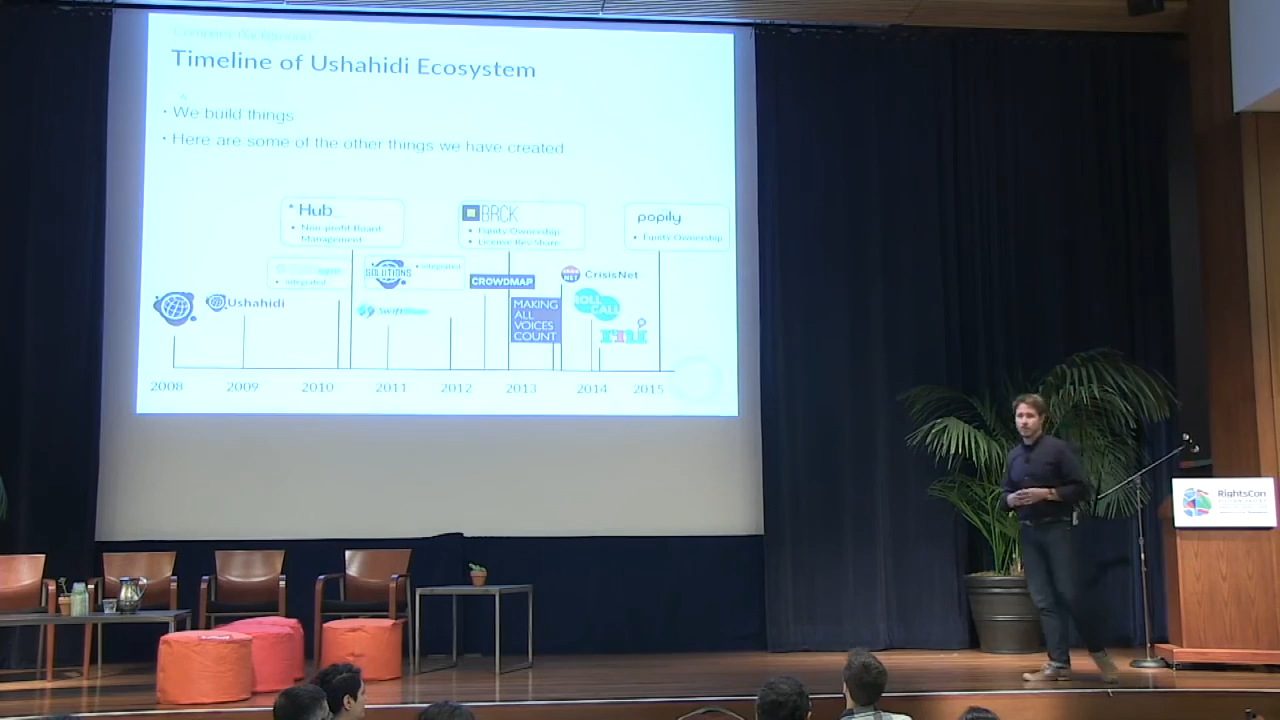 Company Background
Timeline of Ushahidi Ecosystem
• We build things
• Here are some of the other things we have created
* Hub
• Non-profit Board
Management
BRCK
• Equity Ownership
• License Rev Share
popily
• Equity Ownership
• Integrated
SOLUTIONS
• Integrated
CROWDMAP
CrisisNet
Ushahidi
MAKING
ALL
VOICES
COUNT
ROLL
CALL
2008
2009
2010
2011
2012
2013
2014
2015
RightsCon